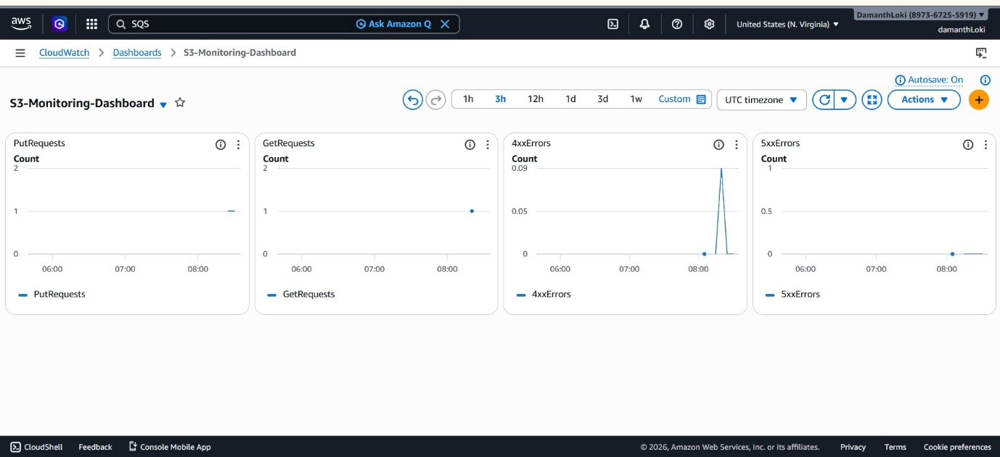 aws
SQS
Ask Amazon Q
United States (N. Virginia)
DamanthLoki (8973-6725-5919)
damanthLoki
CloudWatch
Dashboards
S3-Monitoring-Dashboard
Autosave: On
S3-Monitoring-Dashboard
1h 3h 12h 1d 3d 1w Custom
UTC timezone
Actions
PutRequests
Count
2
1
0
06:00 07:00 08:00
PutRequests
GetRequests
Count
2
1
0
06:00 07:00 08:00
GetRequests
4xxErrors
Count
0.09
0.05
0
06:00 07:00 08:00
4xxErrors
5xxErrors
Count
1
0.5
0
06:00 07:00 08:00
5xxErrors
CloudShell Feedback Console Mobile App
© 2026, Amazon Web Services, Inc. or its affiliates. Privacy Terms Cookie preferences